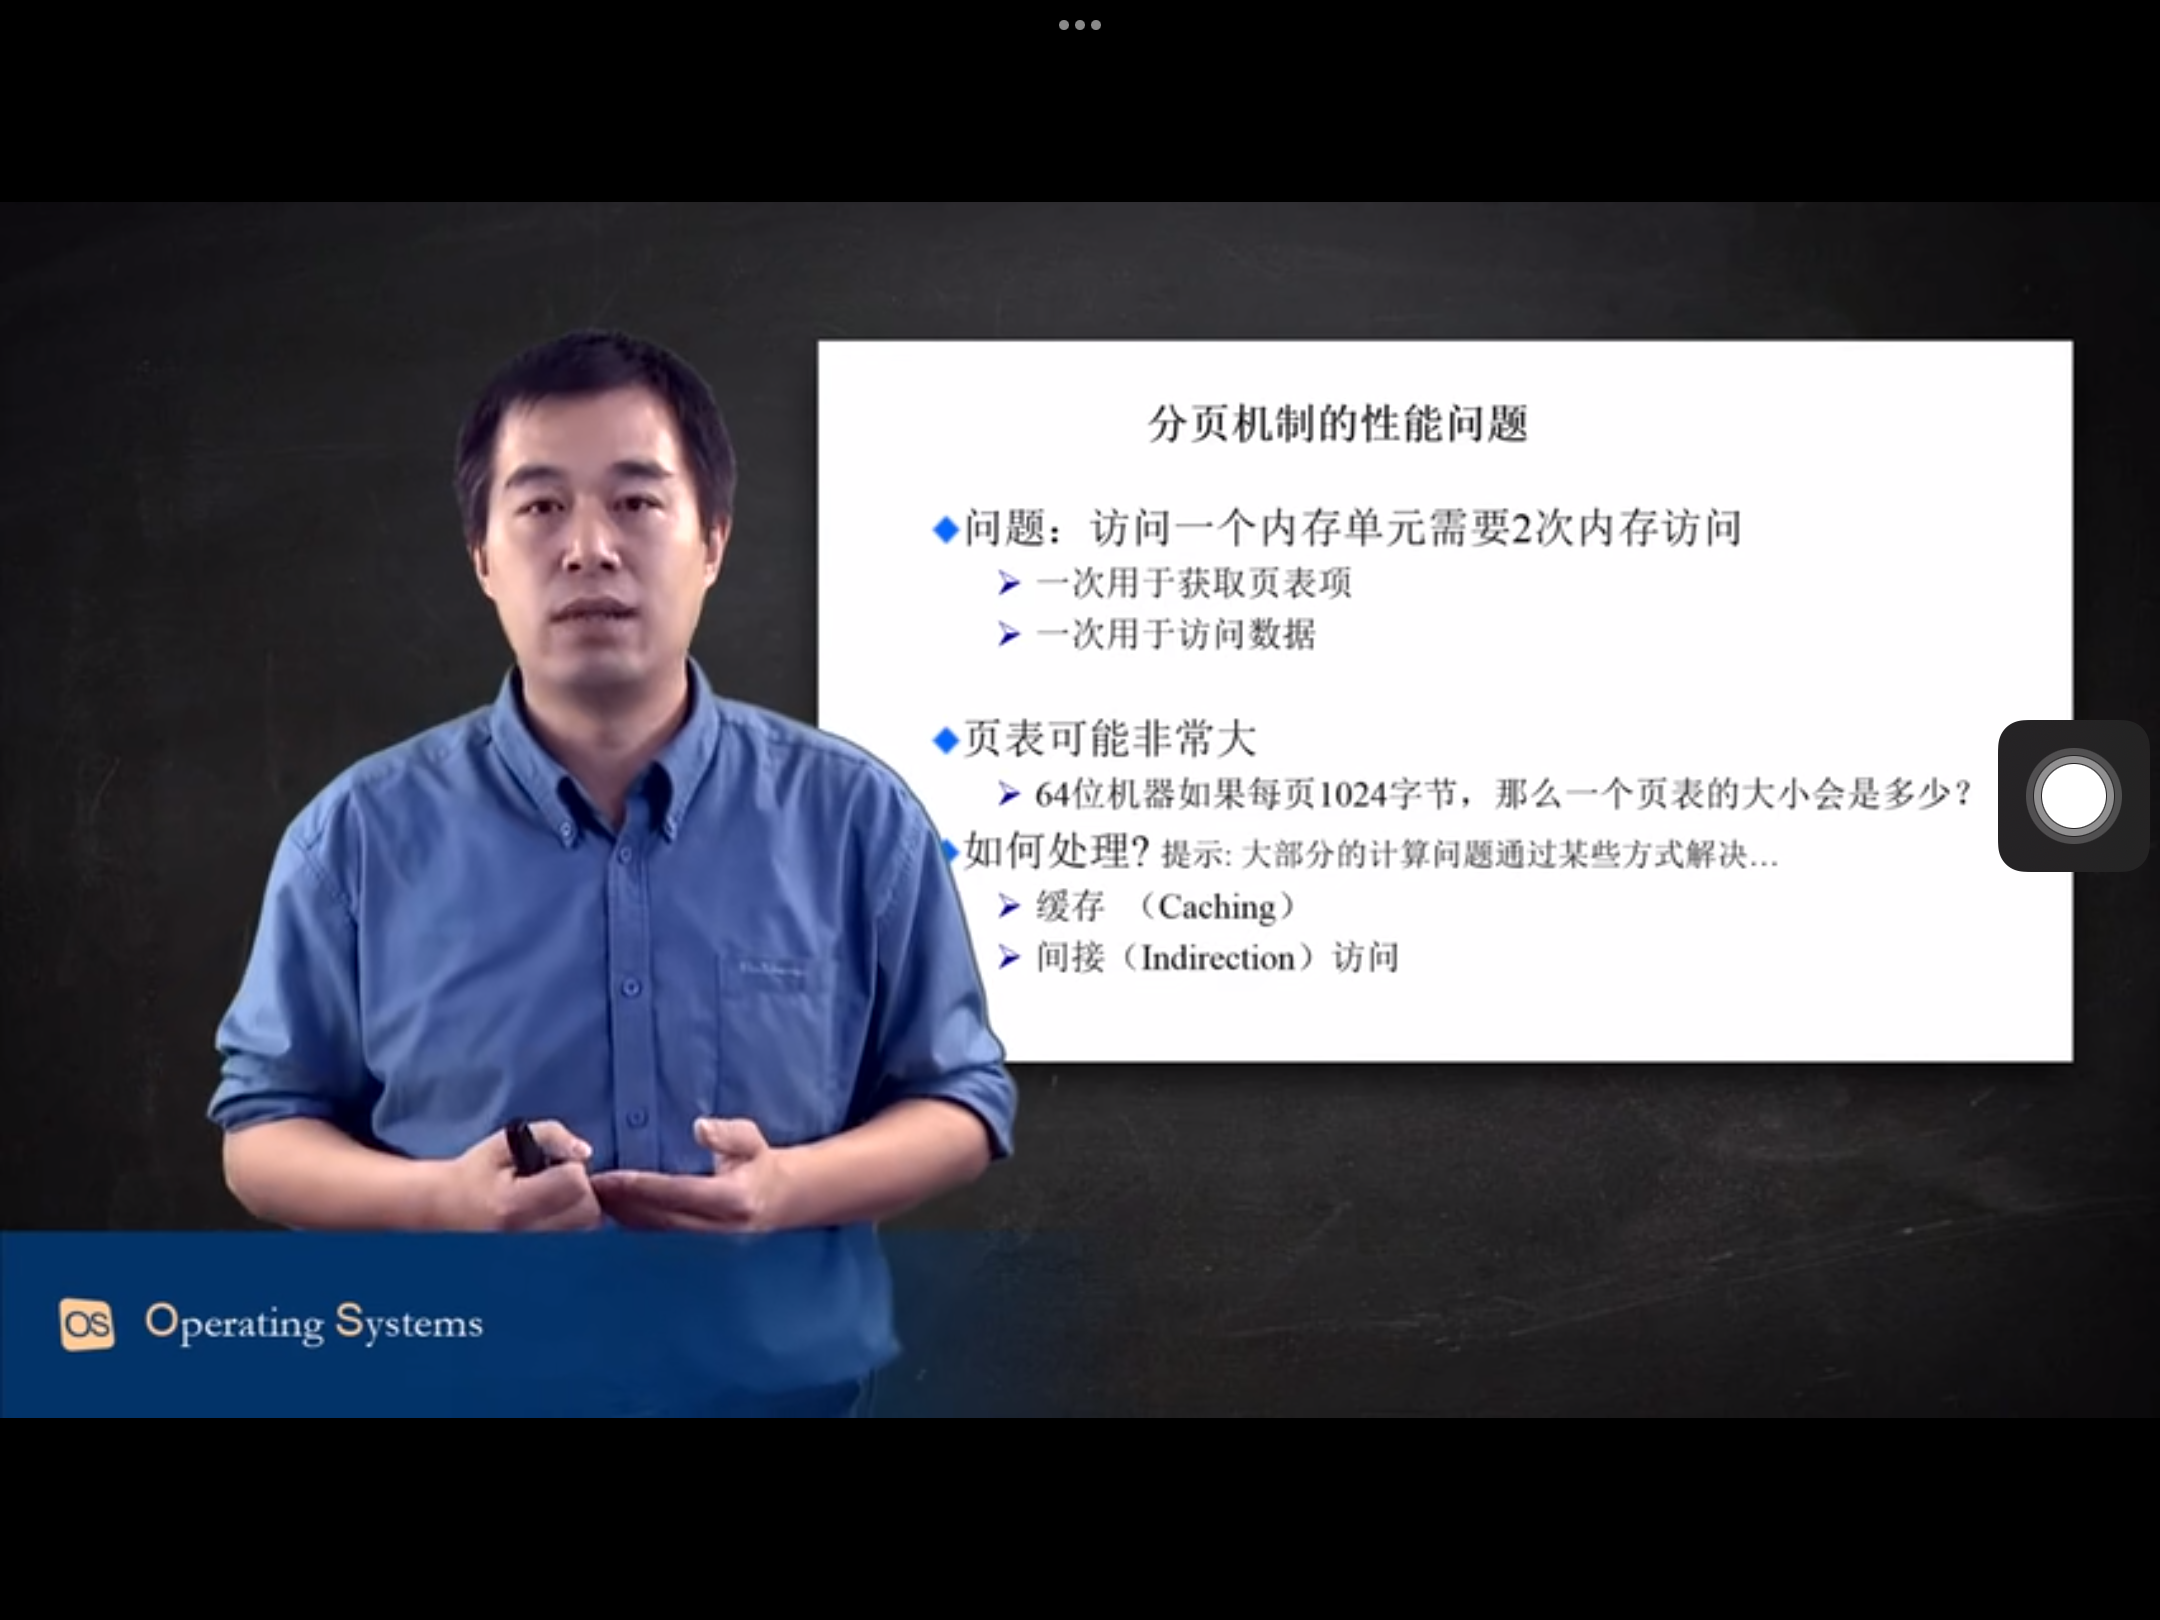 分页机制的性能问题
问题：访问一个内存单元需要2次内存访问
一次用于获取页表项
一次用于访问数据
页表可能非常大
64位机器如果每页1024字节，那么一个页表的大小会是多少？
如何处理? 提示: 大部分的计算问题通过某些方式解决...
缓存 （Caching）
间接（Indirection）访问
OS Operating Systems